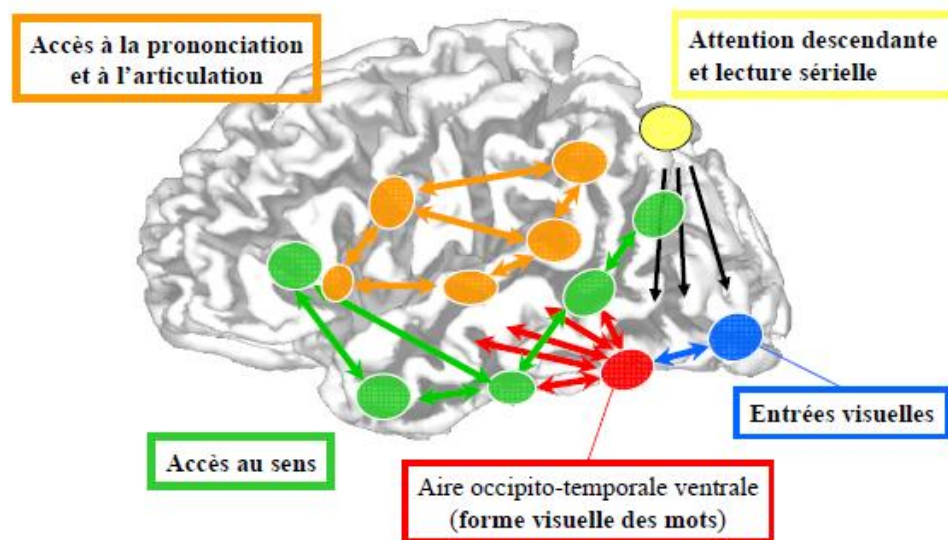 Accès à la prononciation
et à l'articulation
Attention descendante
et lecture sérielle
Entrées visuelles
Accès au sens
Aire occipito-temporale ventrale
(forme visuelle des mots)